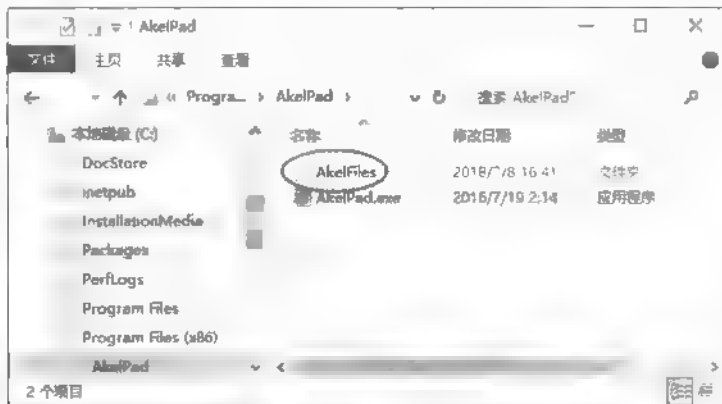 AkelPad
文件 主页 共享 查看
« Progra... › AkelPad › 搜索 AkelPad"
本地磁盘 (C:) 名称 修改日期 类型
DocStore AkelFiles 16:41 文件夹
inetpub AkelPad.exe 2016/7/19 2:14 应用程序
InstallationMedia
Packages
PerfLogs
Program Files
Program Files (x86)
AkelPad
2 个项目